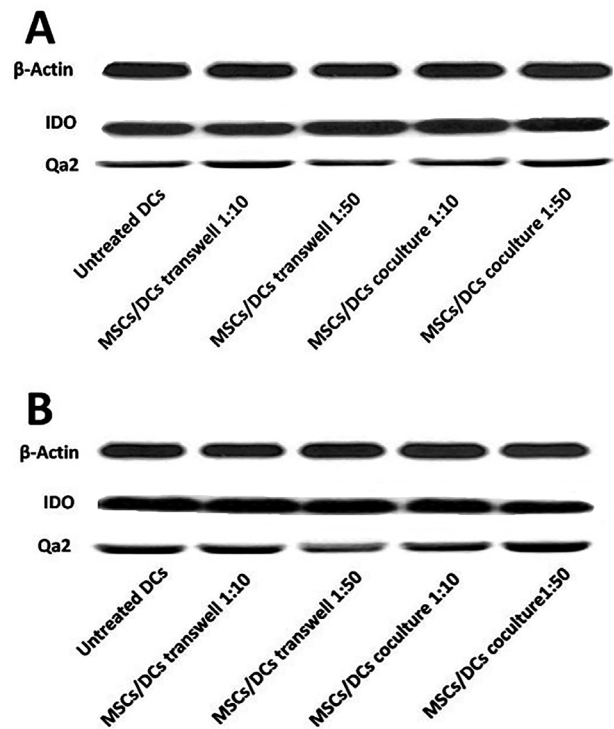 A
β-Actin
IDO
Qa2
Untreated DCs
MSCs/DCs transwell 1:10
MSCs/DCs transwell 1:50
MSCs/DCs coculture 1:10
MSCs/DCs coculture 1:50
B
β-Actin
IDO
Qa2
Untreated DCs
MSCs/DCs transwell 1:10
MSCs/DCs transwell 1:50
MSCs/DCs coculture 1:10
MSCs/DCs coculture1:50